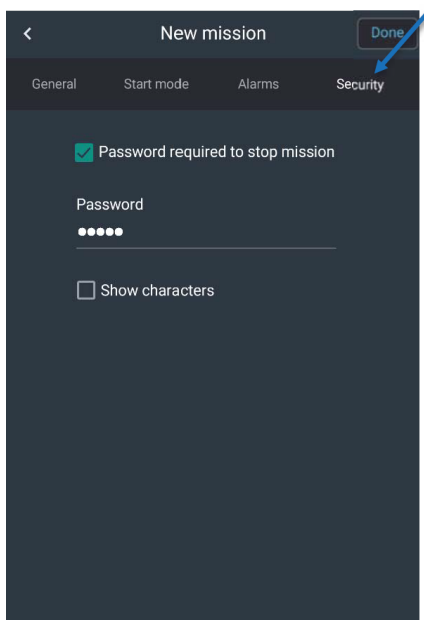 New mission
Done
General Start mode Alarms Security
Password required to stop mission
Password
•••••
Show characters